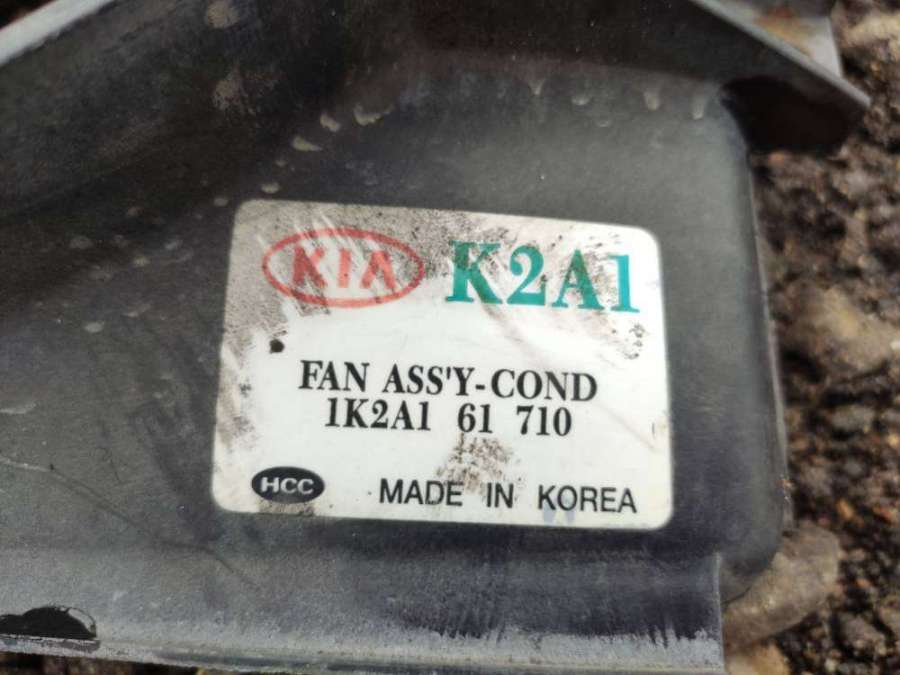 KIA K2A1
FAN ASS'Y-COND
1K2A1 61 710
HCC MADE IN KOREA